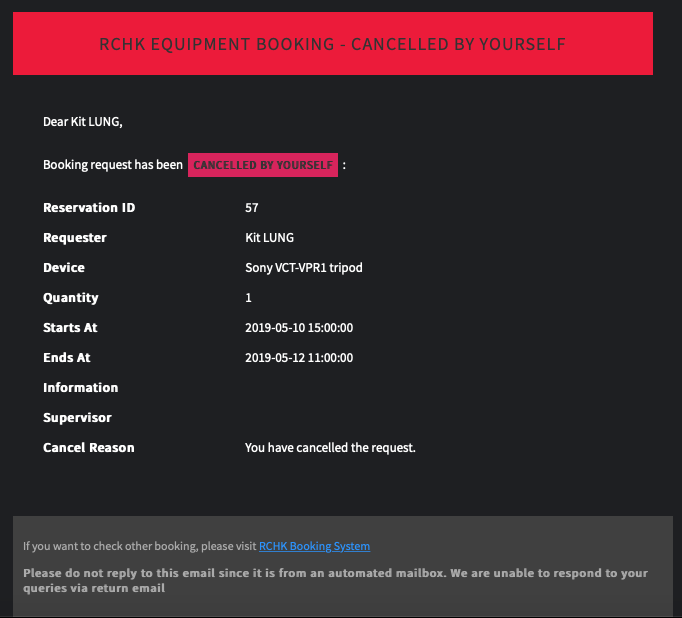 RCHK EQUIPMENT BOOKING - CANCELLED BY YOURSELF
Dear Kit LUNG,
Booking request has been CANCELLED BY YOURSELF :
Reservation ID 57
Requester Kit LUNG
Device Sony VCT-VPR1 tripod
Quantity 1
Starts At 2019-05-10 15:00:00
Ends At 2019-05-12 11:00:00
Information
Supervisor
Cancel Reason You have cancelled the request.
If you want to check other booking, please visit RCHK Booking System
Please do not reply to this email since it is from an automated mailbox. We are unable to respond to your
queries via return email